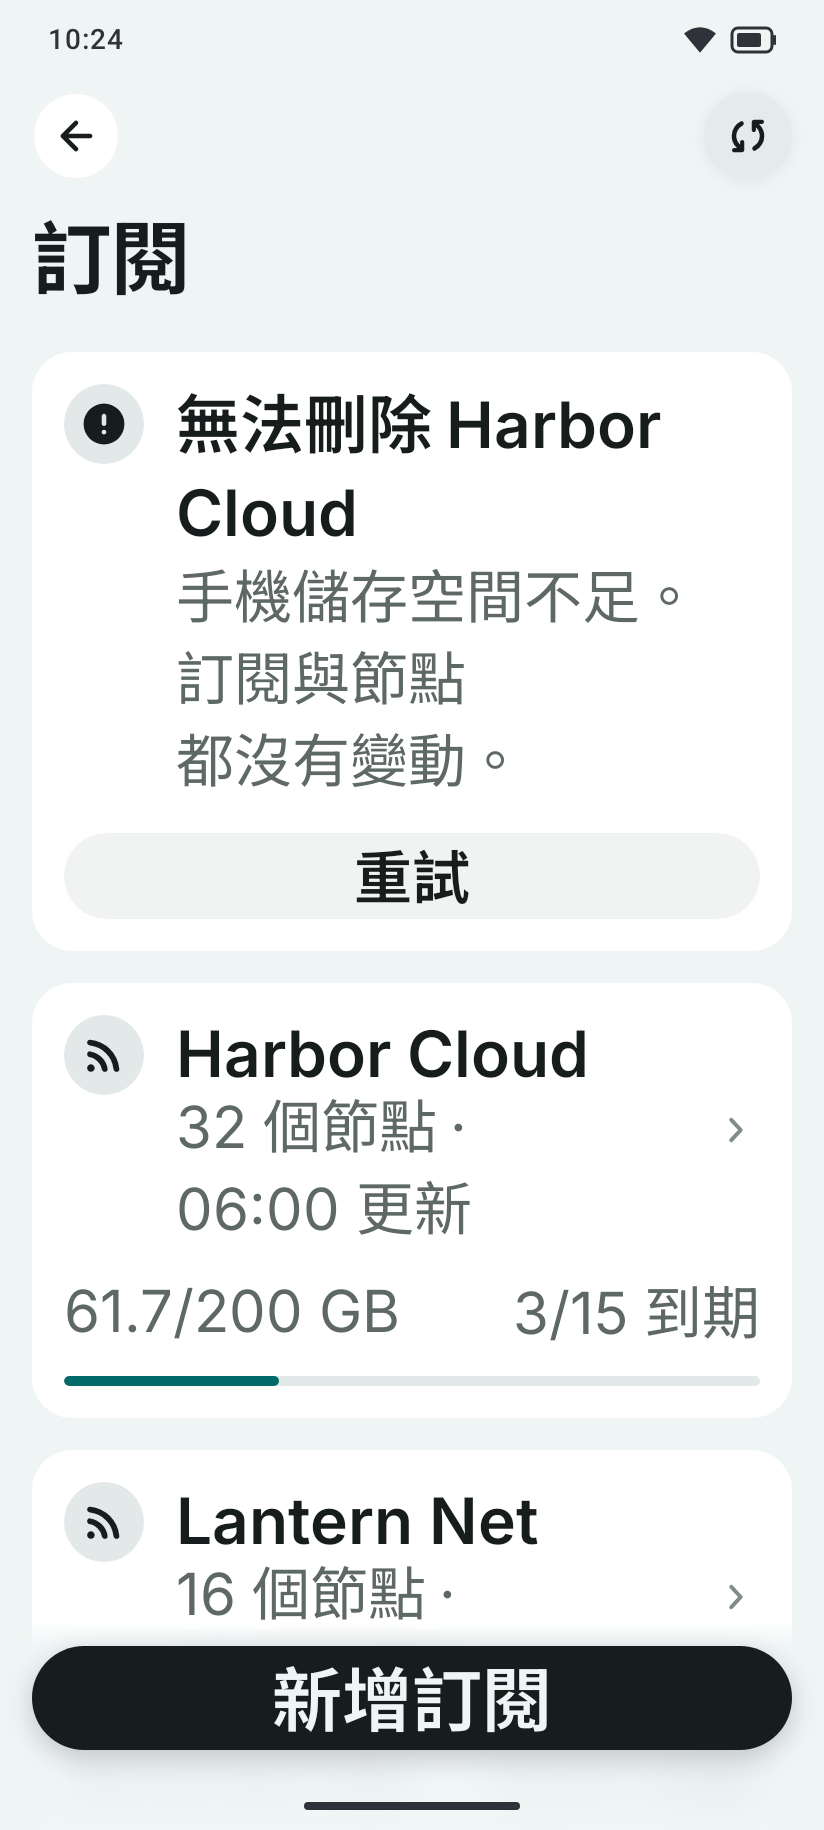 10:24
訂閱
無法刪除 Harbor
Cloud
手機儲存空間不足。
訂閱與節點
都沒有變動。
重試
Harbor Cloud
32 個節點 ·
06:00 更新
61.7/200 GB
3/15 到期
Lantern Net
16 個節點 ·
新增訂閱